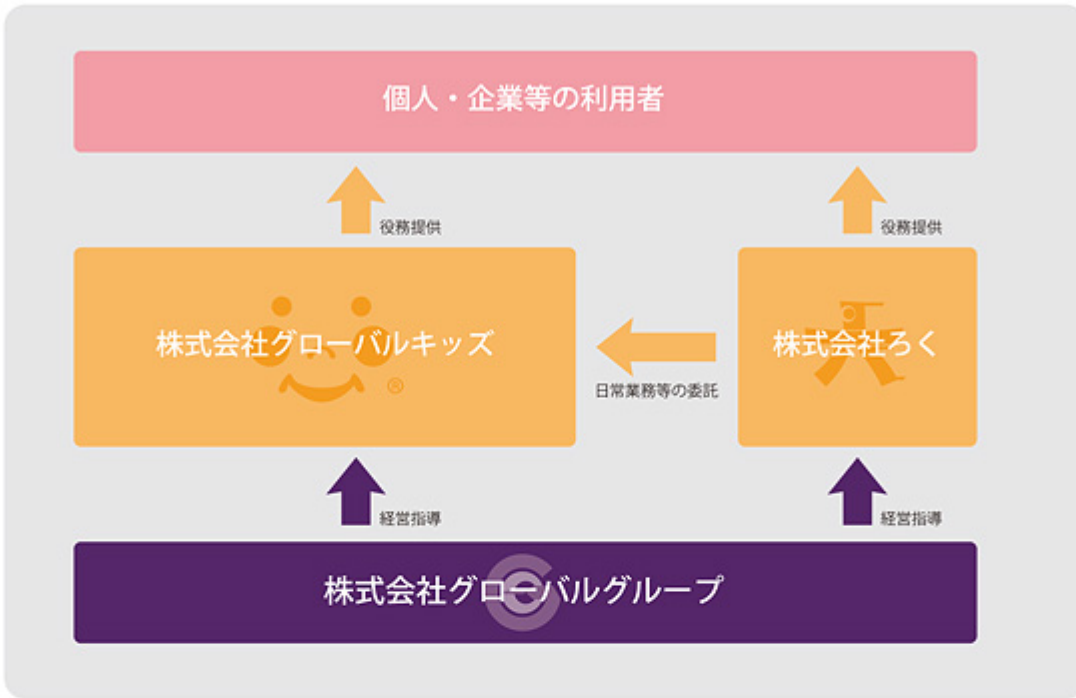 個人・企業等の利用者
役務提供
役務提供
株式会社グローバルキッズ
®
日常業務等の委託
株式会社ろく
経営指導
経営指導
株式会社グローバルグループ